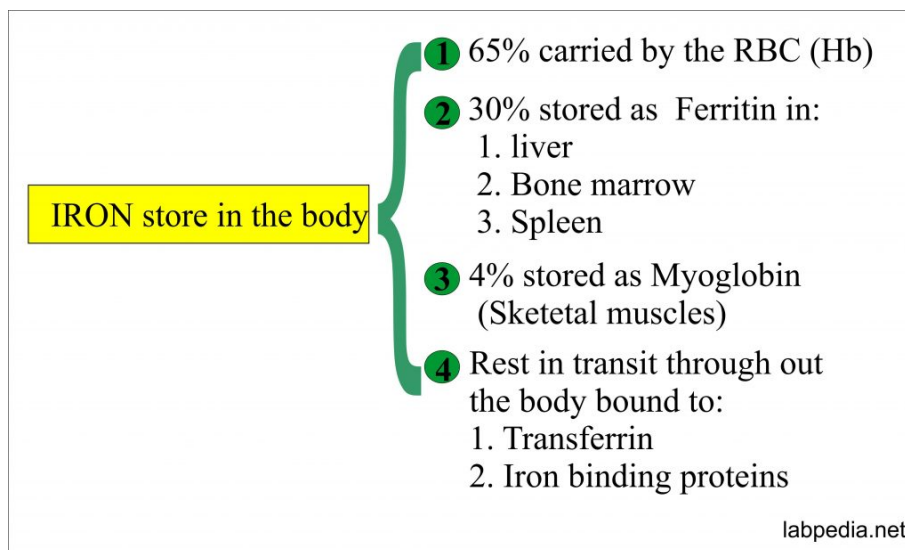 IRON store in the body
1 65% carried by the RBC (Hb)
2 30% stored as Ferritin in:
1. liver
2. Bone marrow
3. Spleen
3 4% stored as Myoglobin
(Sketetal muscles)
4 Rest in transit through out
the body bound to:
1. Transferrin
2. Iron binding proteins
labpedia.net